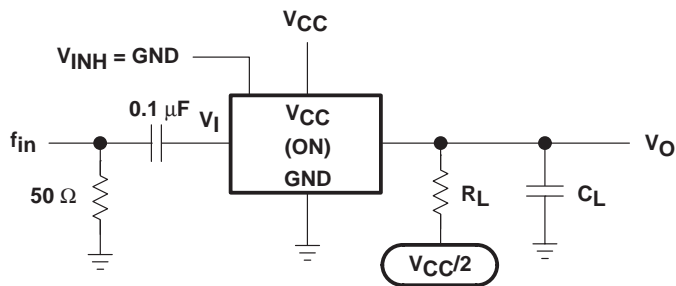 VCC
VINH = GND
0.1 μF
VI
VCC
(ON)
GND
fin
VO
50 Ω
RL
CL
VCC/2